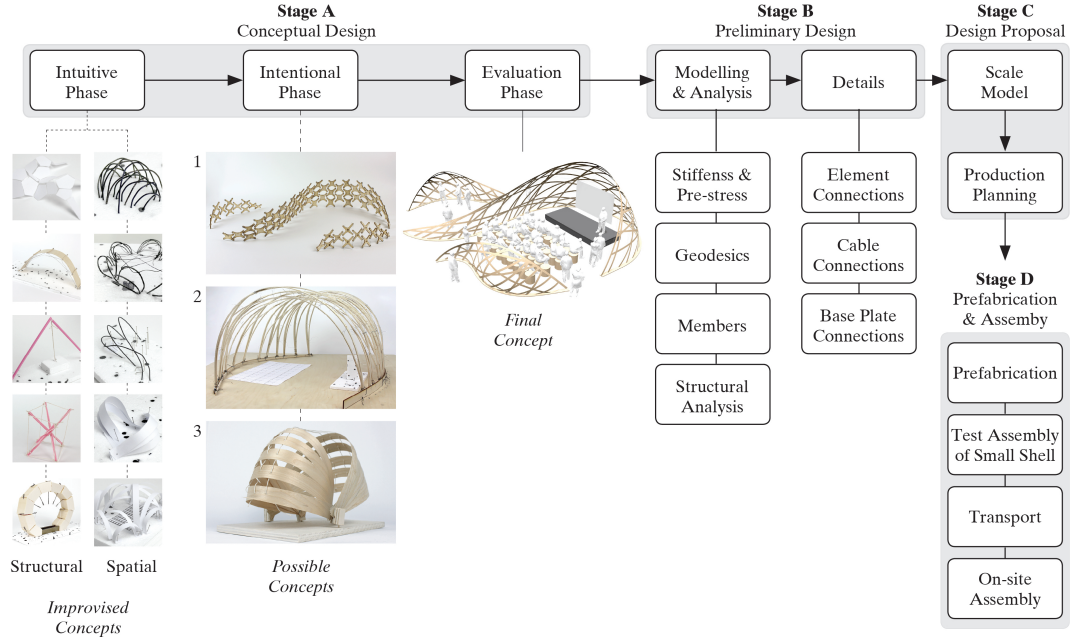 Stage A
Conceptual Design
Intuitive
Phase
Intentional
Phase
Evaluation
Phase
1
2
3
Structural
Spatial
Improvised
Concepts
Possible
Concepts
Final
Concept
Stage B
Preliminary Design
Modelling
& Analysis
Details
Stiffenss &
Pre-stress
Geodesics
Members
Structural
Analysis
Element
Connections
Cable
Connections
Base Plate
Connections
Stage C
Design Proposal
Scale
Model
Production
Planning
Stage D
Prefabrication
& Assemby
Prefabrication
Test Assembly
of Small Shell
Transport
On-site
Assembly